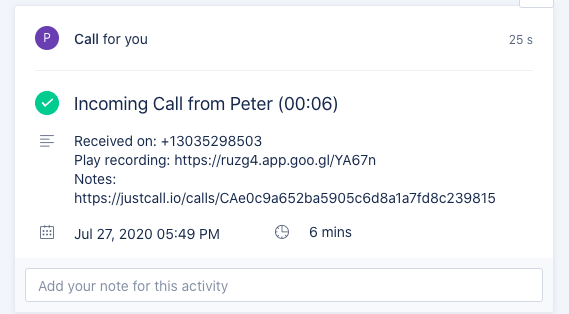 P
Call for you
25 s
Incoming Call from Peter (00:06)
Received on: +13035298503
Play recording: https://ruzg4.app.goo.gl/YA67n
Notes:
https://justcall.io/calls/CAe0c9a652ba5905c6d8a1a7fd8c239815
Jul 27, 2020 05:49 PM
6 mins
Add your note for this activity